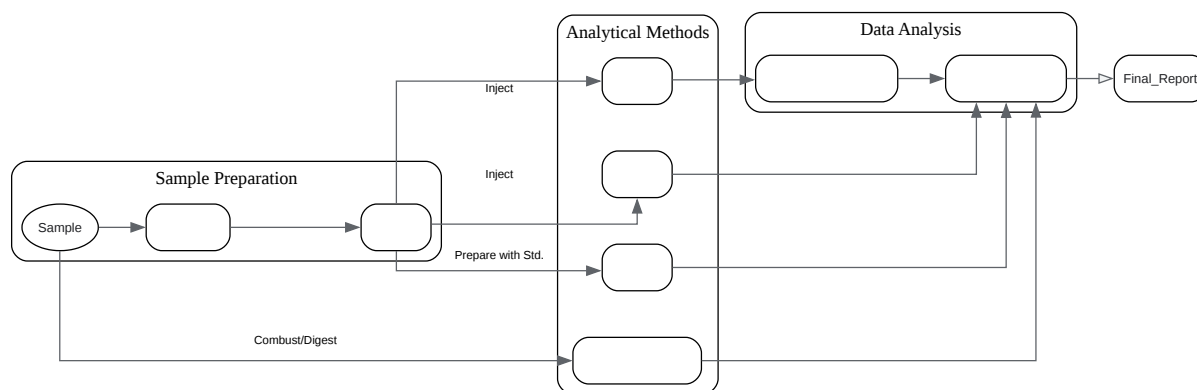 Analytical Methods
Data Analysis
Final_Report
Inject
Sample Preparation
Inject
Sample
Prepare with Std.
Combust/Digest